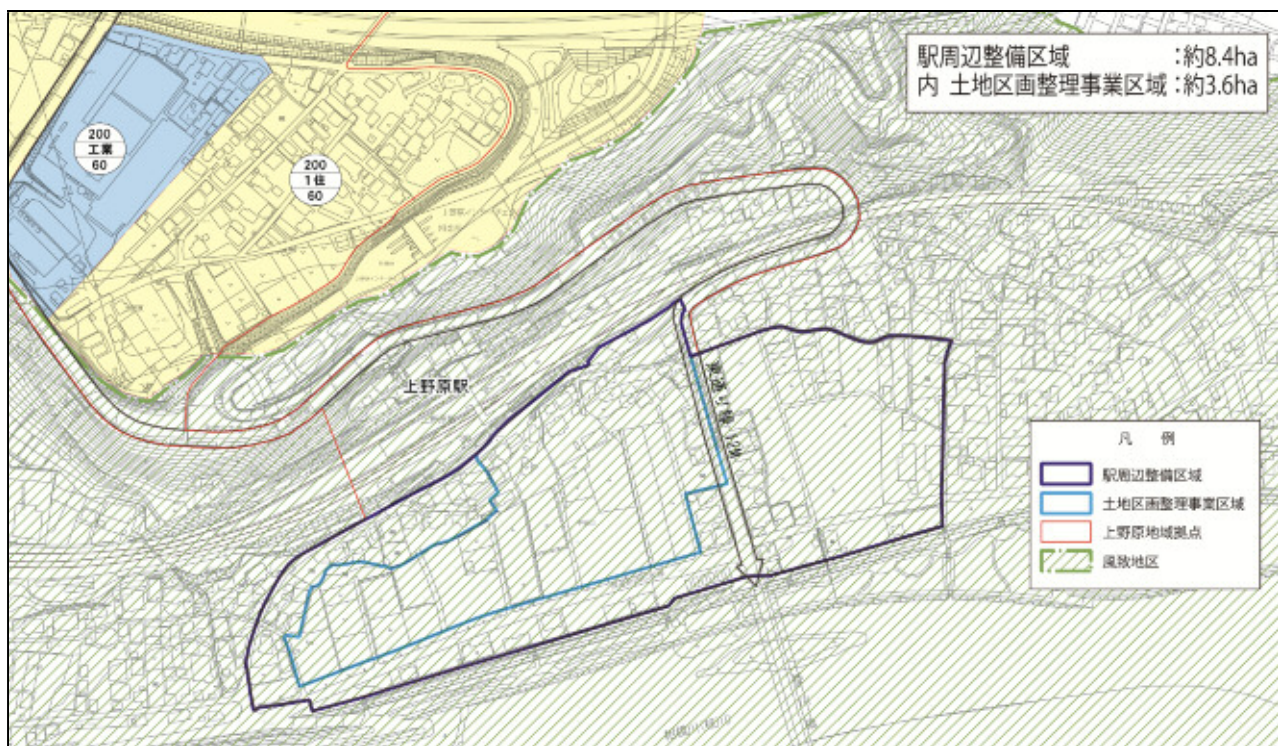 駅周辺整備区域 :約8.4ha
内 土地区画整理事業区域 :約3.6ha
200
工業
60
200
1住
60
上野原駅
凡 例
駅周辺整備区域
土地区画整理事業区域
上野原地域拠点
風致地区